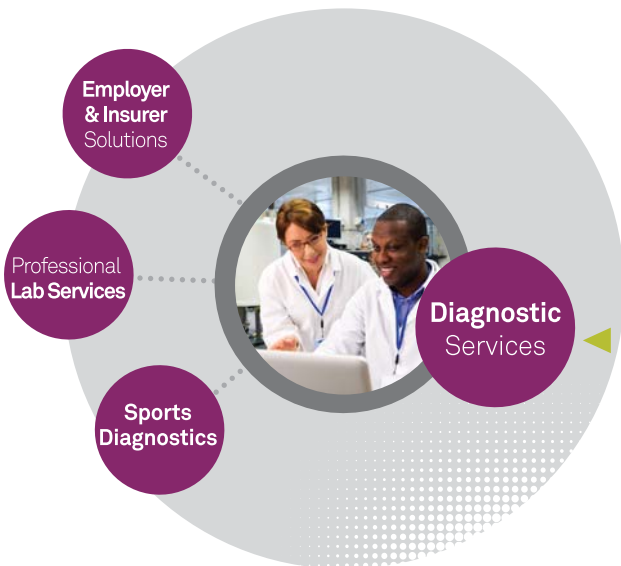 Employer
& Insurer
Solutions
Professional
Lab Services
Sports
Diagnostics
Diagnostic
Services